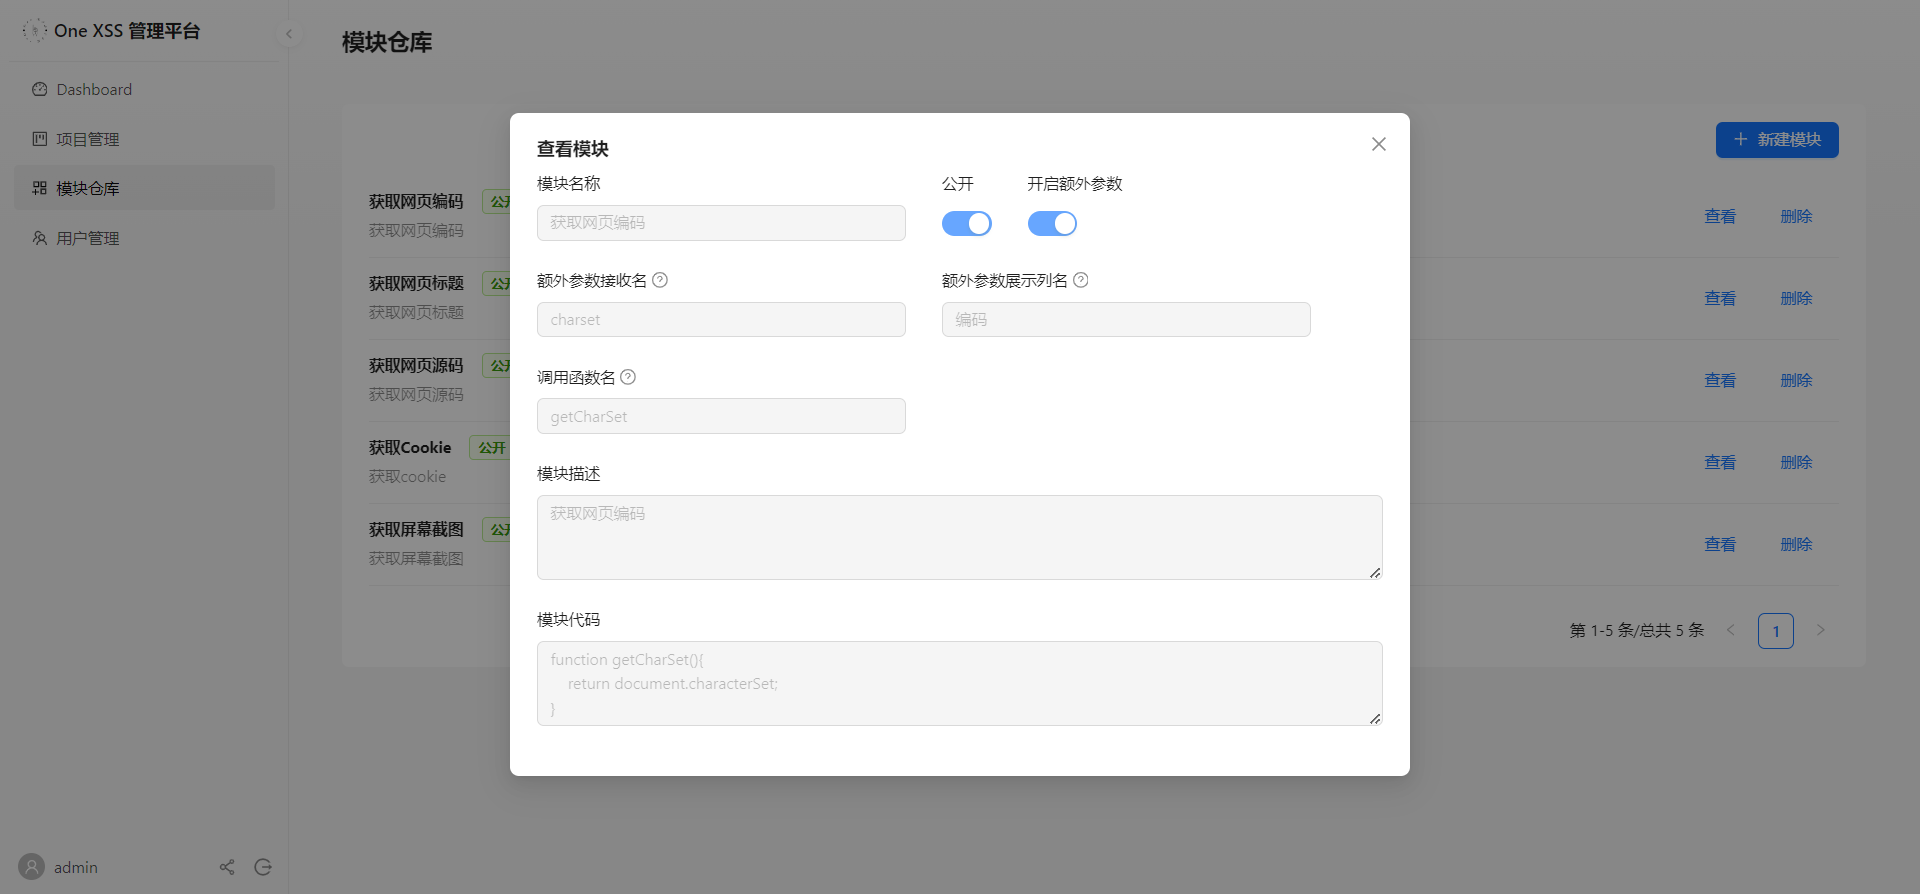 One XSS 管理平台
Dashboard
项目管理
模块仓库
用户管理
admin
模块仓库
新建模块
获取网页编码 公开
获取网页编码
查看 删除
获取网页标题 公开
获取网页标题
查看 删除
获取网页源码 公开
获取网页源码
查看 删除
获取Cookie 公开
获取cookie
查看 删除
获取屏幕截图 公开
获取屏幕截图
查看 删除
第 1-5 条/总共 5 条
1
查看模块
模块名称
公开
开启额外参数
获取网页编码
额外参数接收名
额外参数展示列名
charset
编码
调用函数名
getCharSet
模块描述
获取网页编码
模块代码
function getCharSet(){
return document.characterSet;
}